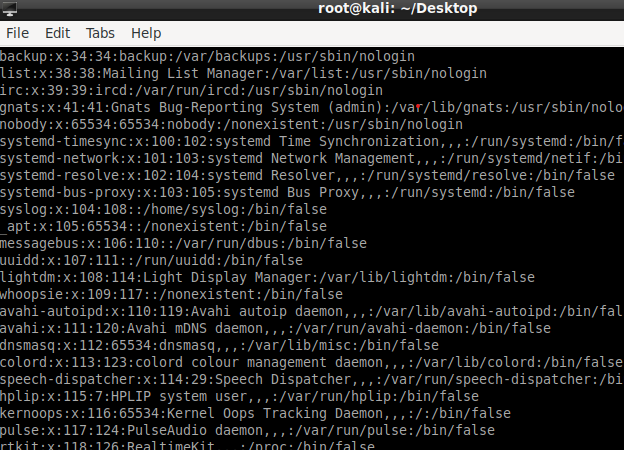 root@kali: ~/Desktop
File Edit Tabs Help
backup:x:34:34:backup:/var/backups:/usr/sbin/nologin
list:x:38:38:Mailing List Manager:/var/list:/usr/sbin/nologin
irc:x:39:39:ircd:/var/run/ircd:/usr/sbin/nologin
gnats:x:41:41:Gnats Bug-Reporting System (admin):/var/lib/gnats:/usr/sbin/nolo
nobody:x:65534:65534:nobody:/nonexistent:/usr/sbin/nologin
systemd-timesync:x:100:102:systemd Time Synchronization,,,:/run/systemd:/bin/f
systemd-network:x:101:103:systemd Network Management,,,:/run/systemd/netif:/bi
systemd-resolve:x:102:104:systemd Resolver,,,:/run/systemd/resolve:/bin/false
systemd-bus-proxy:x:103:105:systemd Bus Proxy,,,:/run/systemd:/bin/false
syslog:x:104:108::/home/syslog:/bin/false
_apt:x:105:65534::/nonexistent:/bin/false
messagebus:x:106:110::/var/run/dbus:/bin/false
uuidd:x:107:111::/run/uuidd:/bin/false
lightdm:x:108:114:Light Display Manager:/var/lib/lightdm:/bin/false
whoopsie:x:109:117::/nonexistent:/bin/false
avahi-autoipd:x:110:119:Avahi autoip daemon,,,:/var/lib/avahi-autoipd:/bin/fal
avahi:x:111:120:Avahi mDNS daemon,,,:/var/run/avahi-daemon:/bin/false
dnsmasq:x:112:65534:dnsmasq,,,:/var/lib/misc:/bin/false
colord:x:113:123:colord colour management daemon,,,:/var/lib/colord:/bin/false
speech-dispatcher:x:114:29:Speech Dispatcher,,,:/var/run/speech-dispatcher:/bi
hplip:x:115:7:HPLIP system user,,,:/var/run/hplip:/bin/false
kernoops:x:116:65534:Kernel Oops Tracking Daemon,,,:/:/bin/false
pulse:x:117:124:PulseAudio daemon,,,:/var/run/pulse:/bin/false
rtkit:x:118:126:RealtimeKit,,,:/proc:/bin/false